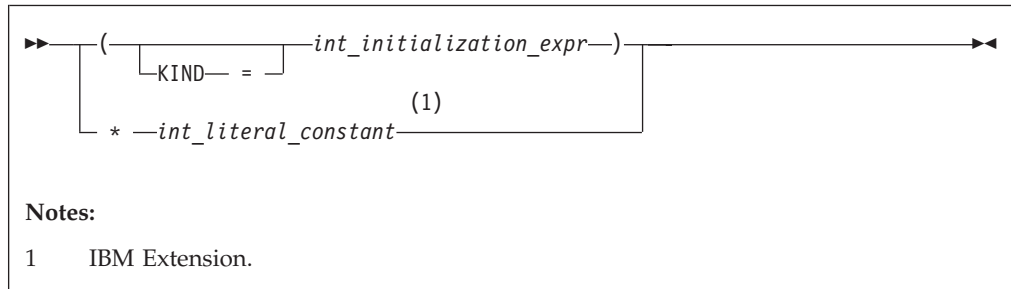 ( int_initialization_expr )
KIND =
(1)
* int_literal_constant
Notes:
1 IBM Extension.